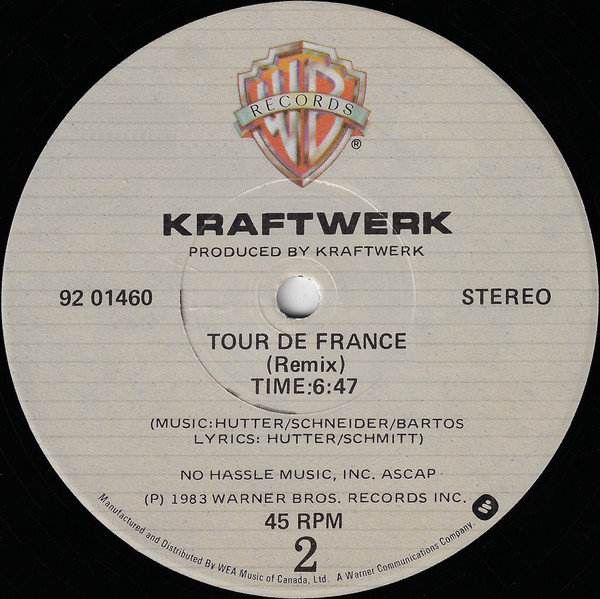 WB
RECORDS
®
KRAFTWERK
PRODUCED BY KRAFTWERK
92 01460
STEREO
TOUR DE FRANCE
(Remix)
TIME:6:47
(MUSIC:HUTTER/SCHNEIDER/BARTOS
LYRICS: HUTTER/SCHMITT)
NO HASSLE MUSIC, INC. ASCAP
(P) 1983 WARNER BROS. RECORDS INC.
45 RPM
2
Manufactured and Distributed By WEA Music of Canada, Ltd. A Warner Communications Company.